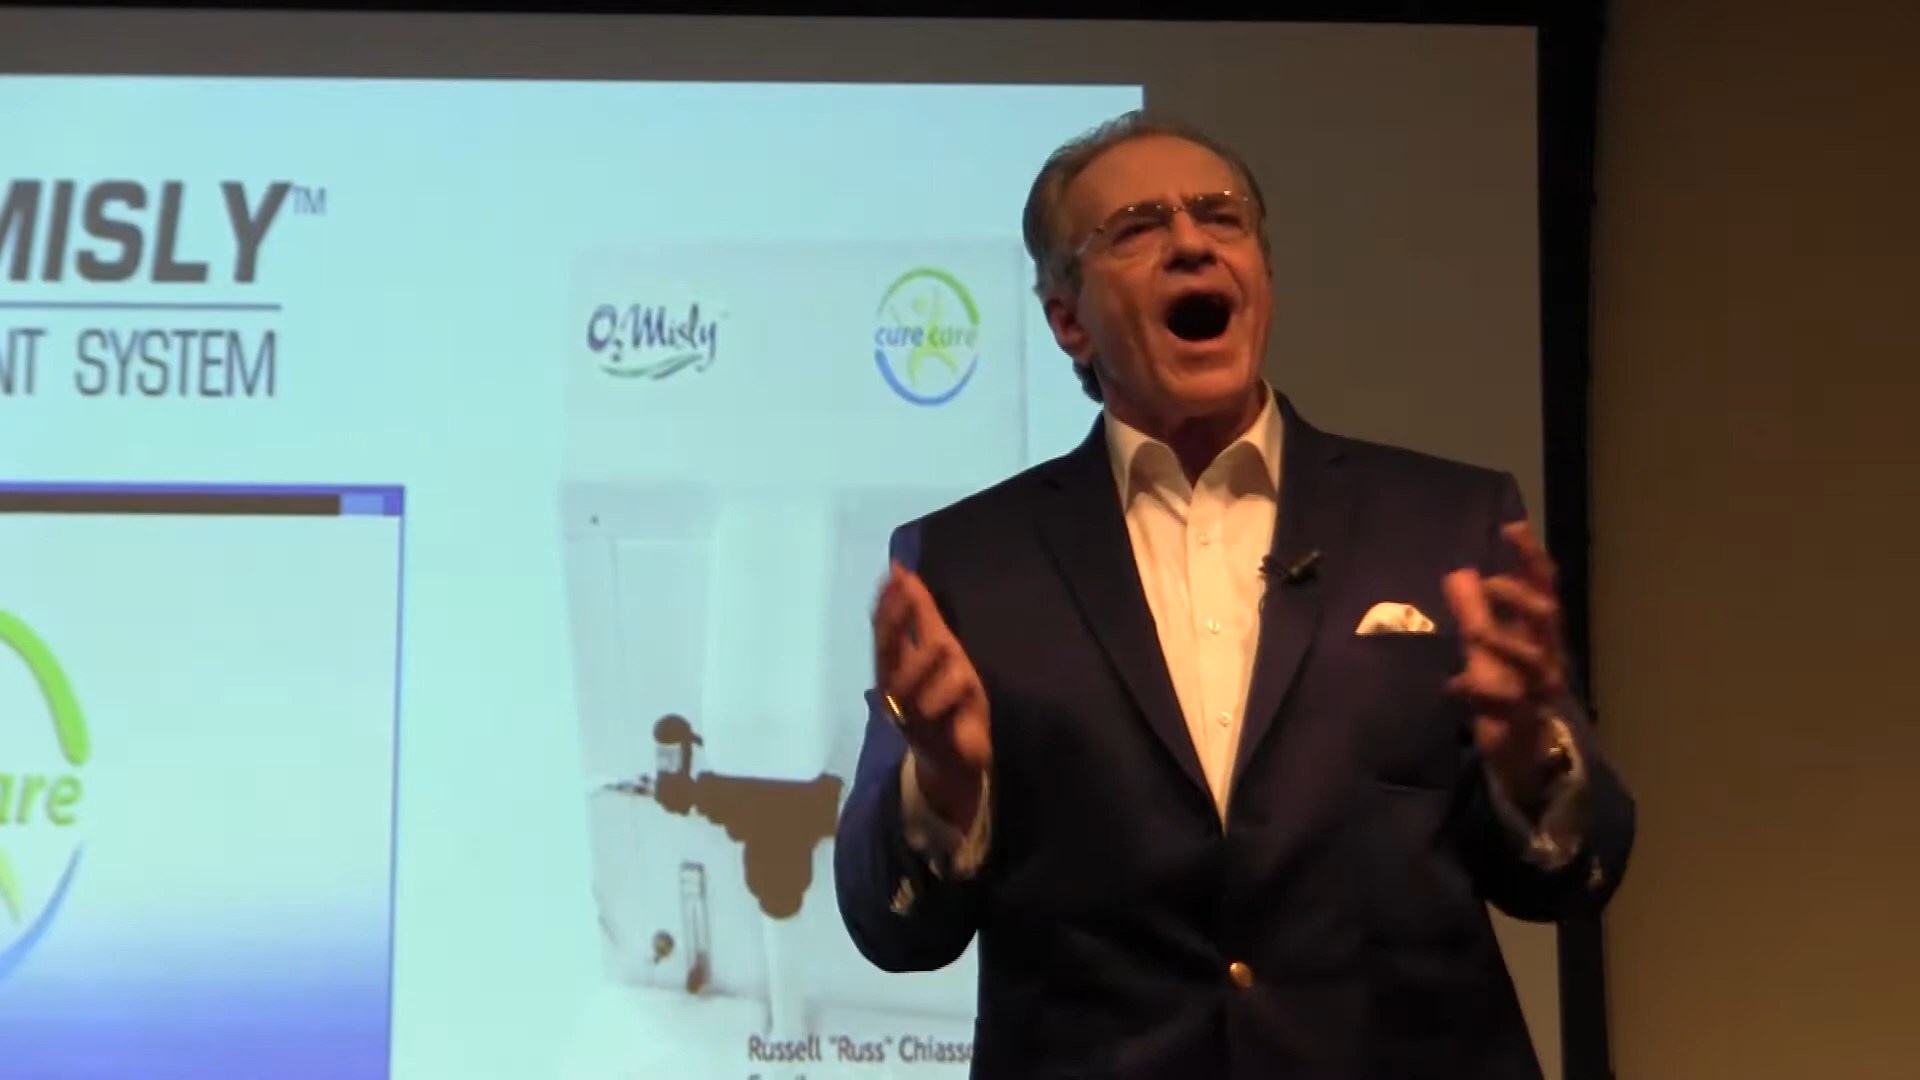 MISLY™
NT SYSTEM
O₂Misly
cure care
are
Russell "Russ" Chiasso